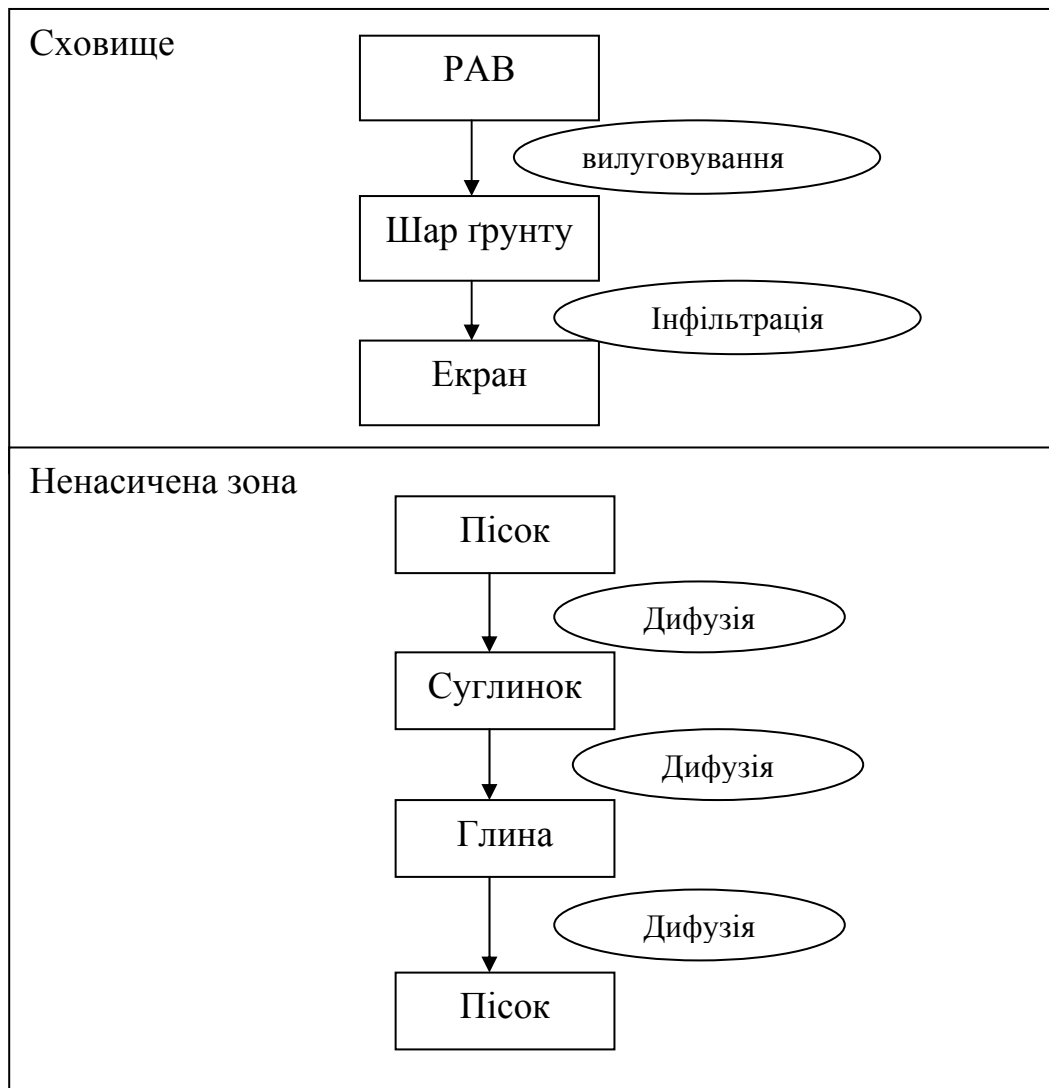 Сховище
РАВ
вилуговування
Шар ґрунту
Інфільтрація
Екран
Ненасичена зона
Пісок
Дифузія
Суглинок
Дифузія
Глина
Дифузія
Пісок